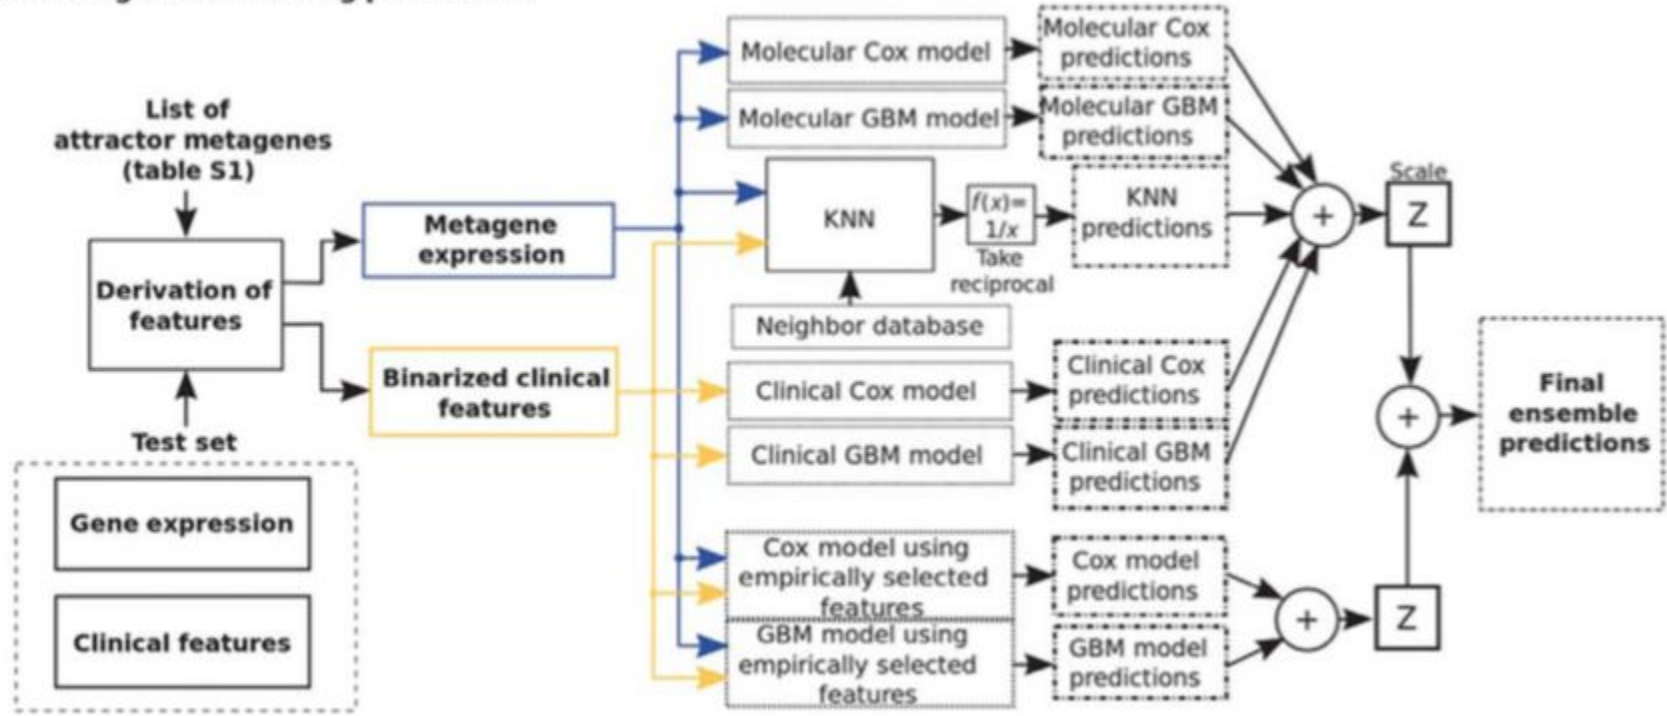 List of
attractor metagenes
(table S1)
Derivation of
features
Test set
Gene expression
Clinical features
Metagene
expression
Binarized clinical
features
Molecular Cox model
Molecular GBM model
KNN
Neighbor database
Clinical Cox model
Clinical GBM model
Cox model using
empirically selected
features
GBM model using
empirically selected
features
f(x)=
1/x
Take
reciprocal
Molecular Cox
predictions
Molecular GBM
predictions
KNN
predictions
Clinical Cox
predictions
Clinical GBM
predictions
Cox model
predictions
GBM model
predictions
+
Scale
Z
+
+
Z
Final
ensemble
predictions